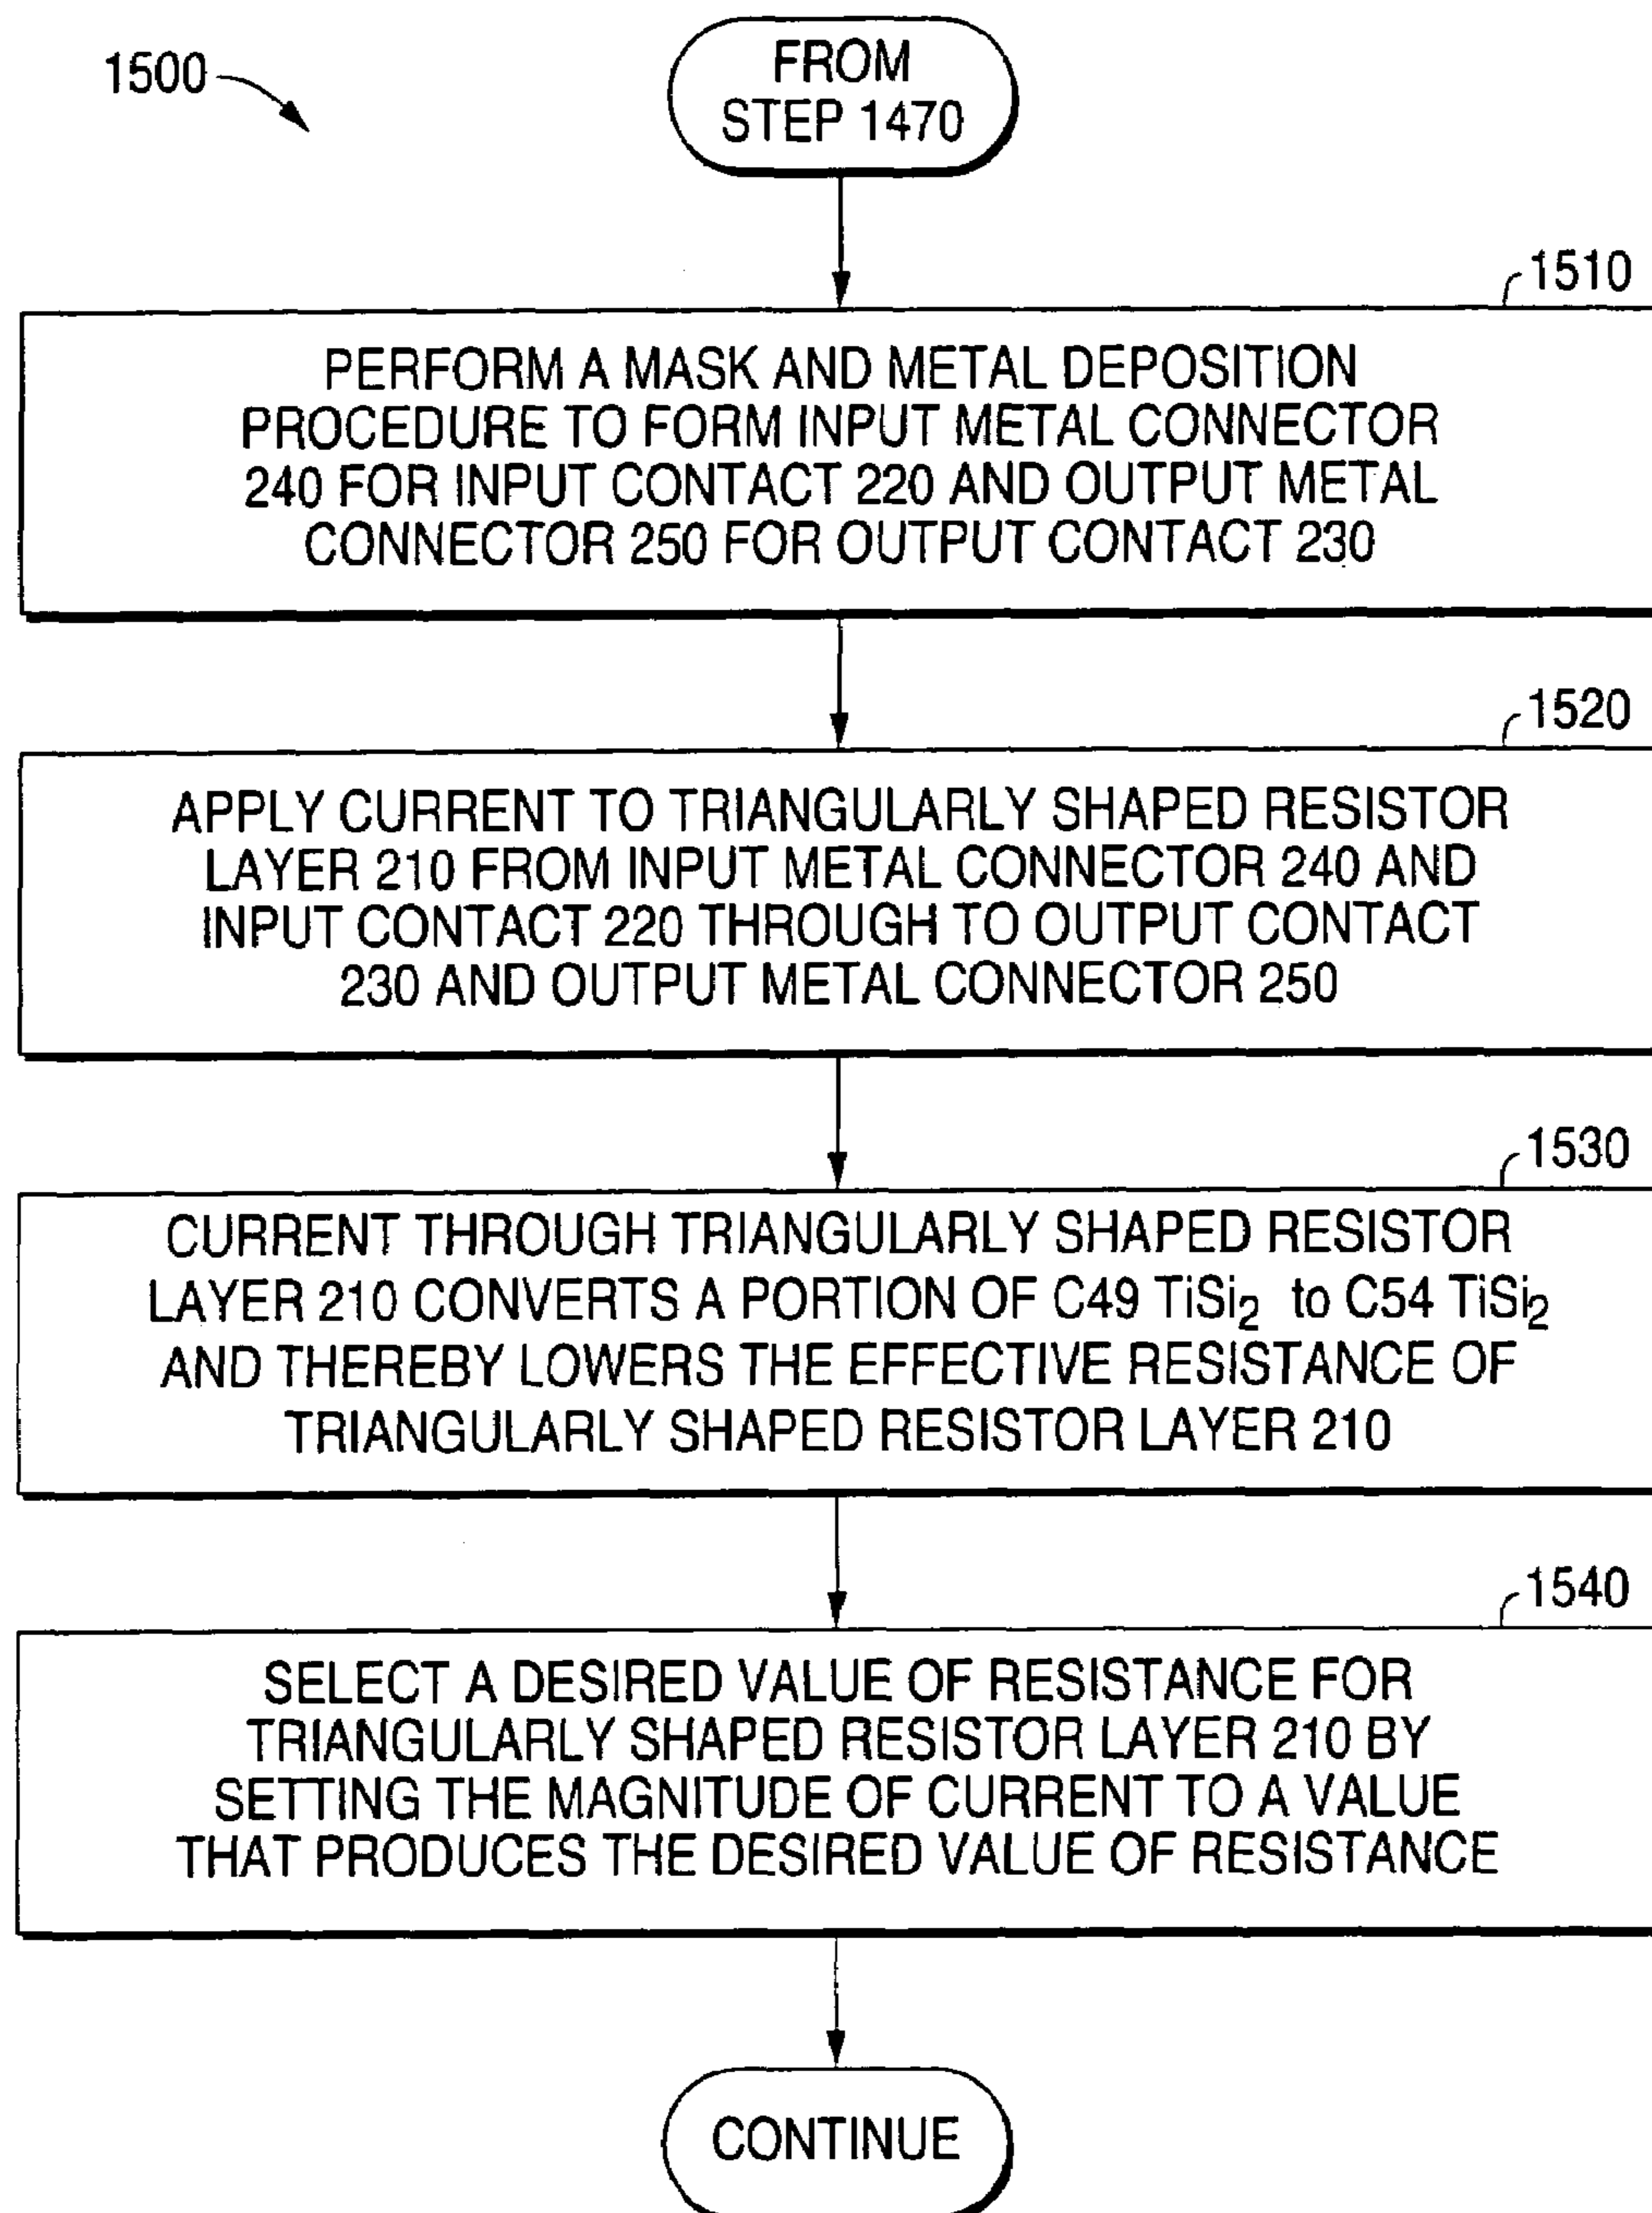 1500
FROM
STEP 1470
1510
PERFORM A MASK AND METAL DEPOSITION
PROCEDURE TO FORM INPUT METAL CONNECTOR
240 FOR INPUT CONTACT 220 AND OUTPUT METAL
CONNECTOR 250 FOR OUTPUT CONTACT 230
1520
APPLY CURRENT TO TRIANGULARLY SHAPED RESISTOR
LAYER 210 FROM INPUT METAL CONNECTOR 240 AND
INPUT CONTACT 220 THROUGH TO OUTPUT CONTACT
230 AND OUTPUT METAL CONNECTOR 250
1530
CURRENT THROUGH TRIANGULARLY SHAPED RESISTOR
LAYER 210 CONVERTS A PORTION OF C49 TiSi₂ to C54 TiSi₂
AND THEREBY LOWERS THE EFFECTIVE RESISTANCE OF
TRIANGULARLY SHAPED RESISTOR LAYER 210
1540
SELECT A DESIRED VALUE OF RESISTANCE FOR
TRIANGULARLY SHAPED RESISTOR LAYER 210 BY
SETTING THE MAGNITUDE OF CURRENT TO A VALUE
THAT PRODUCES THE DESIRED VALUE OF RESISTANCE
CONTINUE